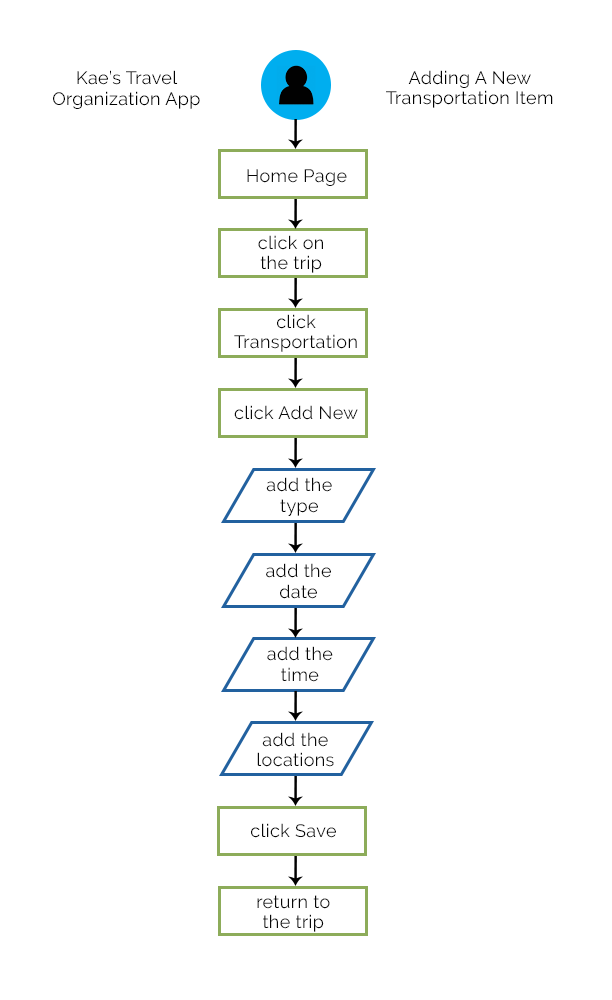 Kae's Travel
Organization App
Adding A New
Transportation Item
Home Page
click on
the trip
click
Transportation
click Add New
add the
type
add the
date
add the
time
add the
locations
click Save
return to
the trip